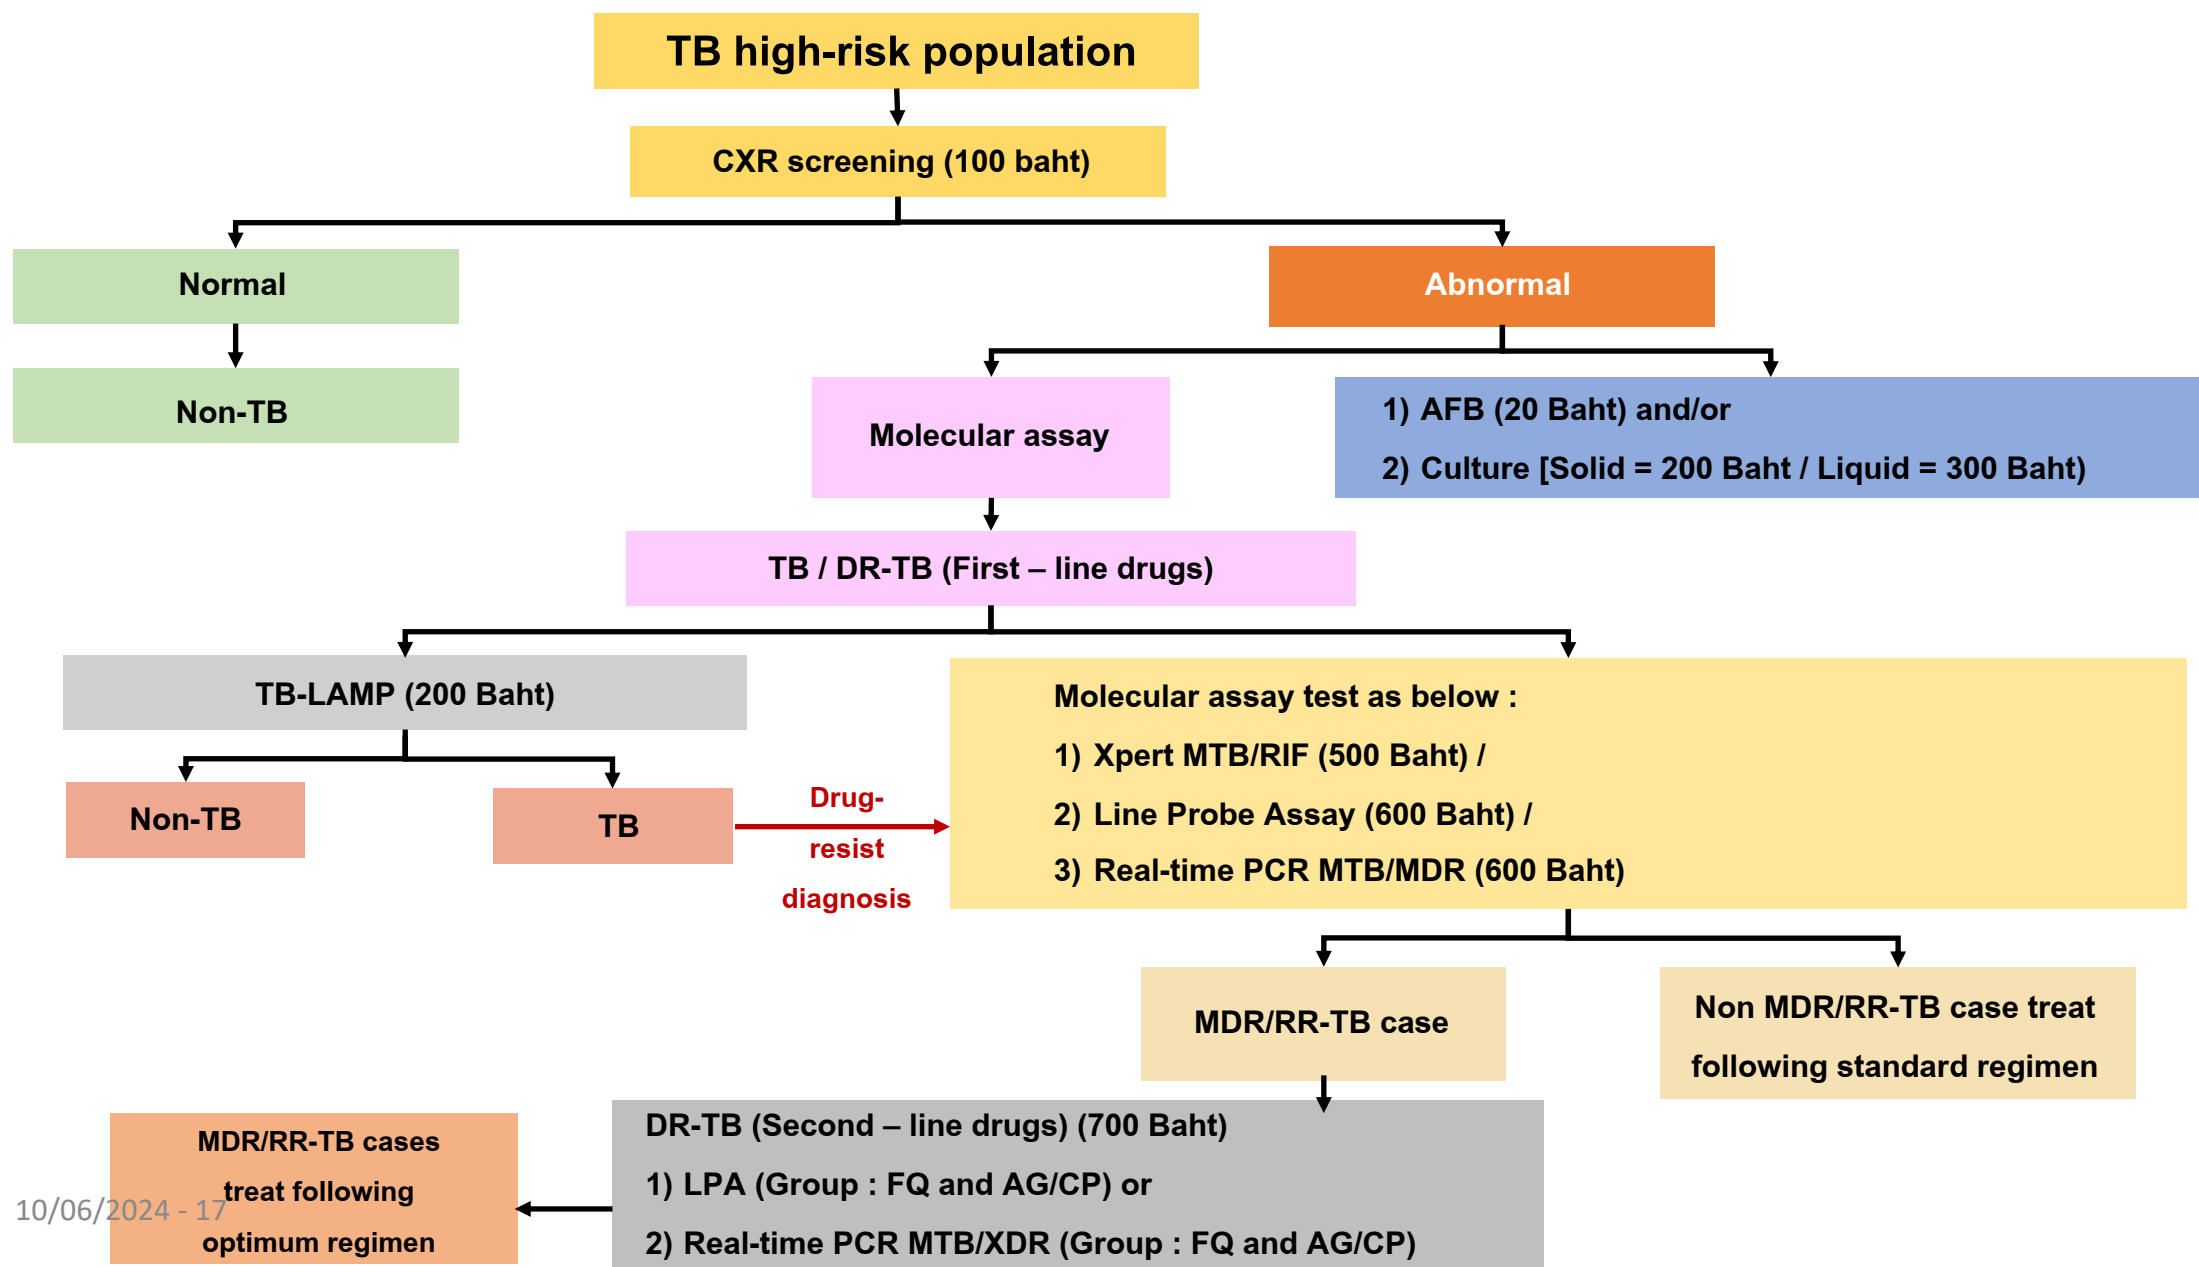 TB high-risk population
CXR screening (100 baht)
Normal
Abnormal
Non-TB
Molecular assay
1) AFB (20 Baht) and/or
2) Culture [Solid = 200 Baht / Liquid = 300 Baht)
TB / DR-TB (First – line drugs)
TB-LAMP (200 Baht)
Non-TB
TB
Drug-
resist
diagnosis
Molecular assay test as below :
1) Xpert MTB/RIF (500 Baht) /
2) Line Probe Assay (600 Baht) /
3) Real-time PCR MTB/MDR (600 Baht)
MDR/RR-TB case
Non MDR/RR-TB case treat
following standard regimen
DR-TB (Second – line drugs) (700 Baht)
1) LPA (Group : FQ and AG/CP) or
2) Real-time PCR MTB/XDR (Group : FQ and AG/CP)
MDR/RR-TB cases
treat following
optimum regimen
10/06/2024 - 17